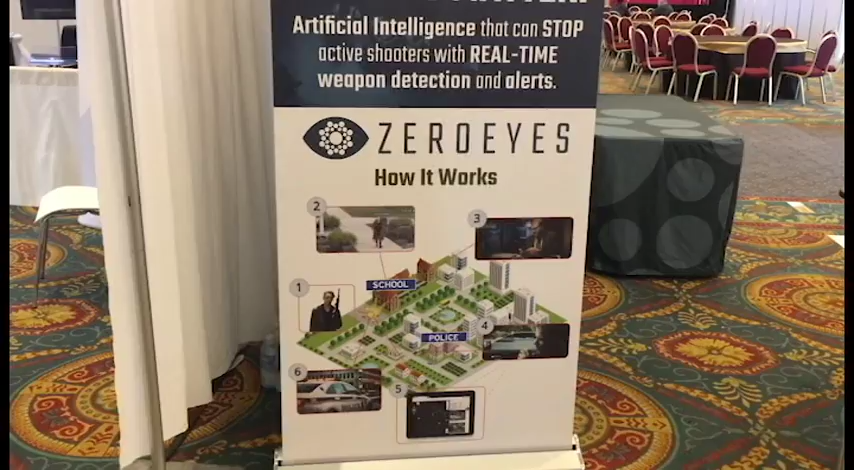 Artificial Intelligence that can STOP
active shooters with REAL-TIME
weapon detection and alerts.
ZEROEYES
How It Works
2
3
1
SCHOOL
4
POLICE
6
5